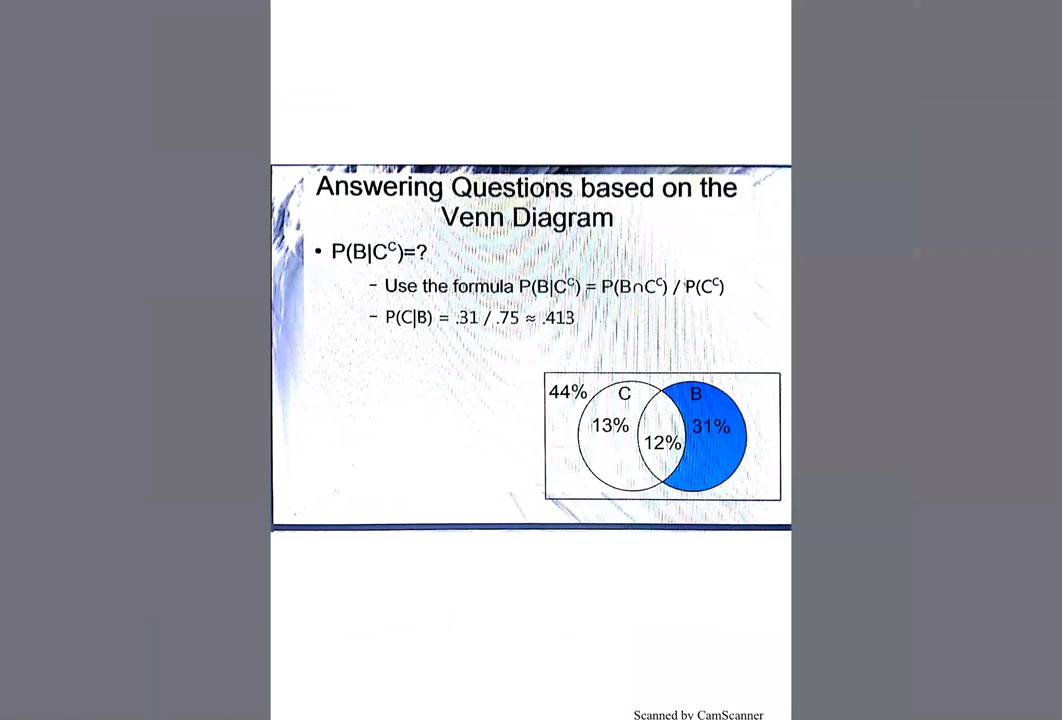 Answering Questions based on the
Venn Diagram
• P(B|Cᶜ)=?
– Use the formula P(B|Cᶜ) = P(B∩Cᶜ) / P(Cᶜ)
– P(C|B) = .31 / .75 ≈ .413
44% C B
13% 31%
12%
Scanned by CamScanner